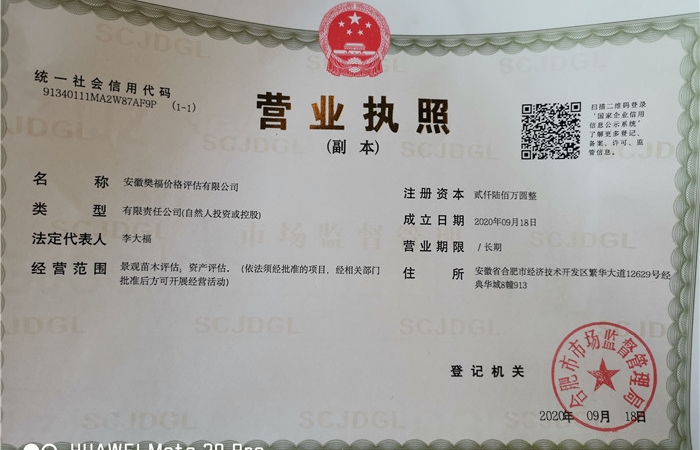 统一社会信用代码
91340111MA2W87AF9P (1-1)
营业执照
(副 本)
扫描二维码登录
"国家企业信用
信息公示系统"
了解更多登记、
备案、许可、监
管信息。
名 称 安徽樊福价格评估有限公司
类 型 有限责任公司(自然人投资或控股)
法定代表人 李大福
经营范围 景观苗木评估；资产评估。（依法须经批准的项目，经相关部门
批准后方可开展经营活动）
注册资本 贰仟陆佰万圆整
成立日期 2020年09月18日
营业期限 / 长期
住 所 安徽省合肥市经济技术开发区繁华大道12629号经
典华城8幢913
登记机关
合肥市市场监督管理局
2020年 09月 18日
SCJDGL
SCJDGL
SCJDGL
SCJDGL
市场监督管理
SCJDGL
SCJDGL
SCJDGL
SCJDGL
SCJDGL